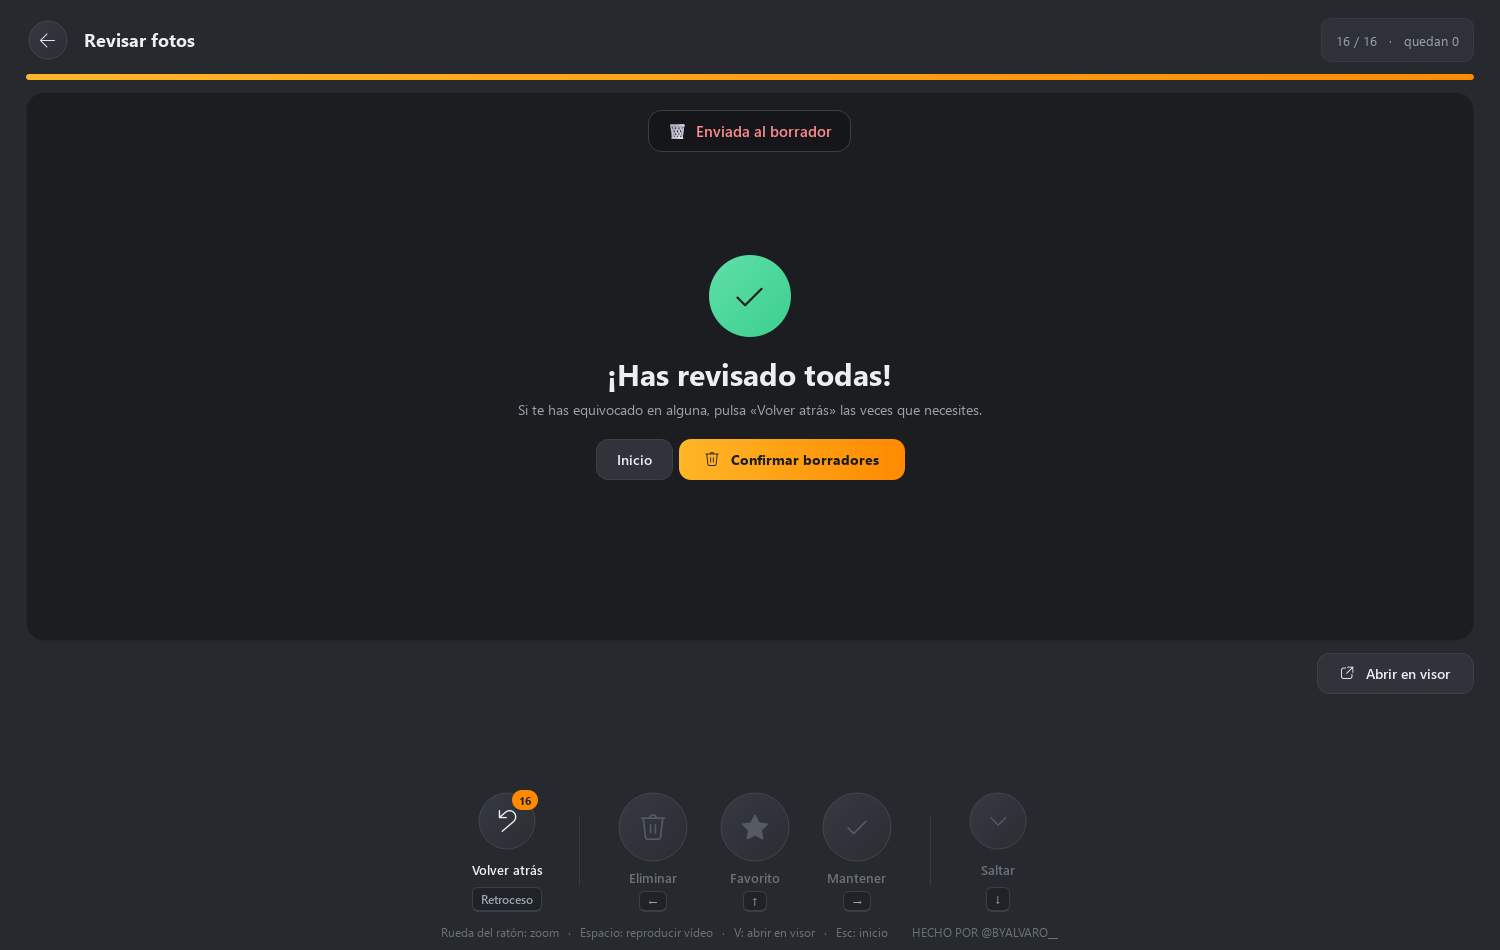 Revisar fotos
16 / 16 · quedan 0
Enviada al borrador
¡Has revisado todas!
Si te has equivocado en alguna, pulsa «Volver atrás» las veces que necesites.
Inicio
Confirmar borradores
Abrir en visor
16
Volver atrás
Retroceso
Eliminar
←
Favorito
↑
Mantener
→
Saltar
↓
Rueda del ratón: zoom · Espacio: reproducir vídeo · V: abrir en visor · Esc: inicio HECHO POR @BYALVARO__